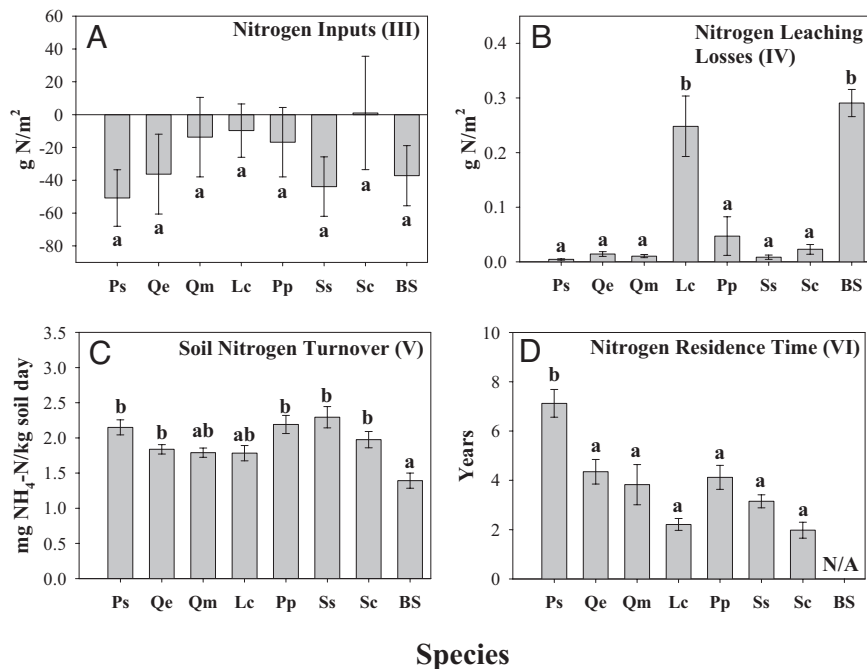 A
Nitrogen Inputs (III)
g N/m²
60
40
20
0
-20
-40
-60
-80
a a a a a a a a
Ps Qe Qm Lc Pp Ss Sc BS
B
Nitrogen Leaching
Losses (IV)
g N/m²
0.4
0.3
0.2
0.1
0.0
a a a b a a a b
Ps Qe Qm Lc Pp Ss Sc BS
C
Soil Nitrogen Turnover (V)
mg NH₄-N/kg soil day
3.5
3.0
2.5
2.0
1.5
1.0
0.5
0.0
b b ab ab b b b a
Ps Qe Qm Lc Pp Ss Sc BS
D
Nitrogen Residence Time (VI)
Years
10
8
6
4
2
0
b a a a a a a N/A
Ps Qe Qm Lc Pp Ss Sc BS
Species